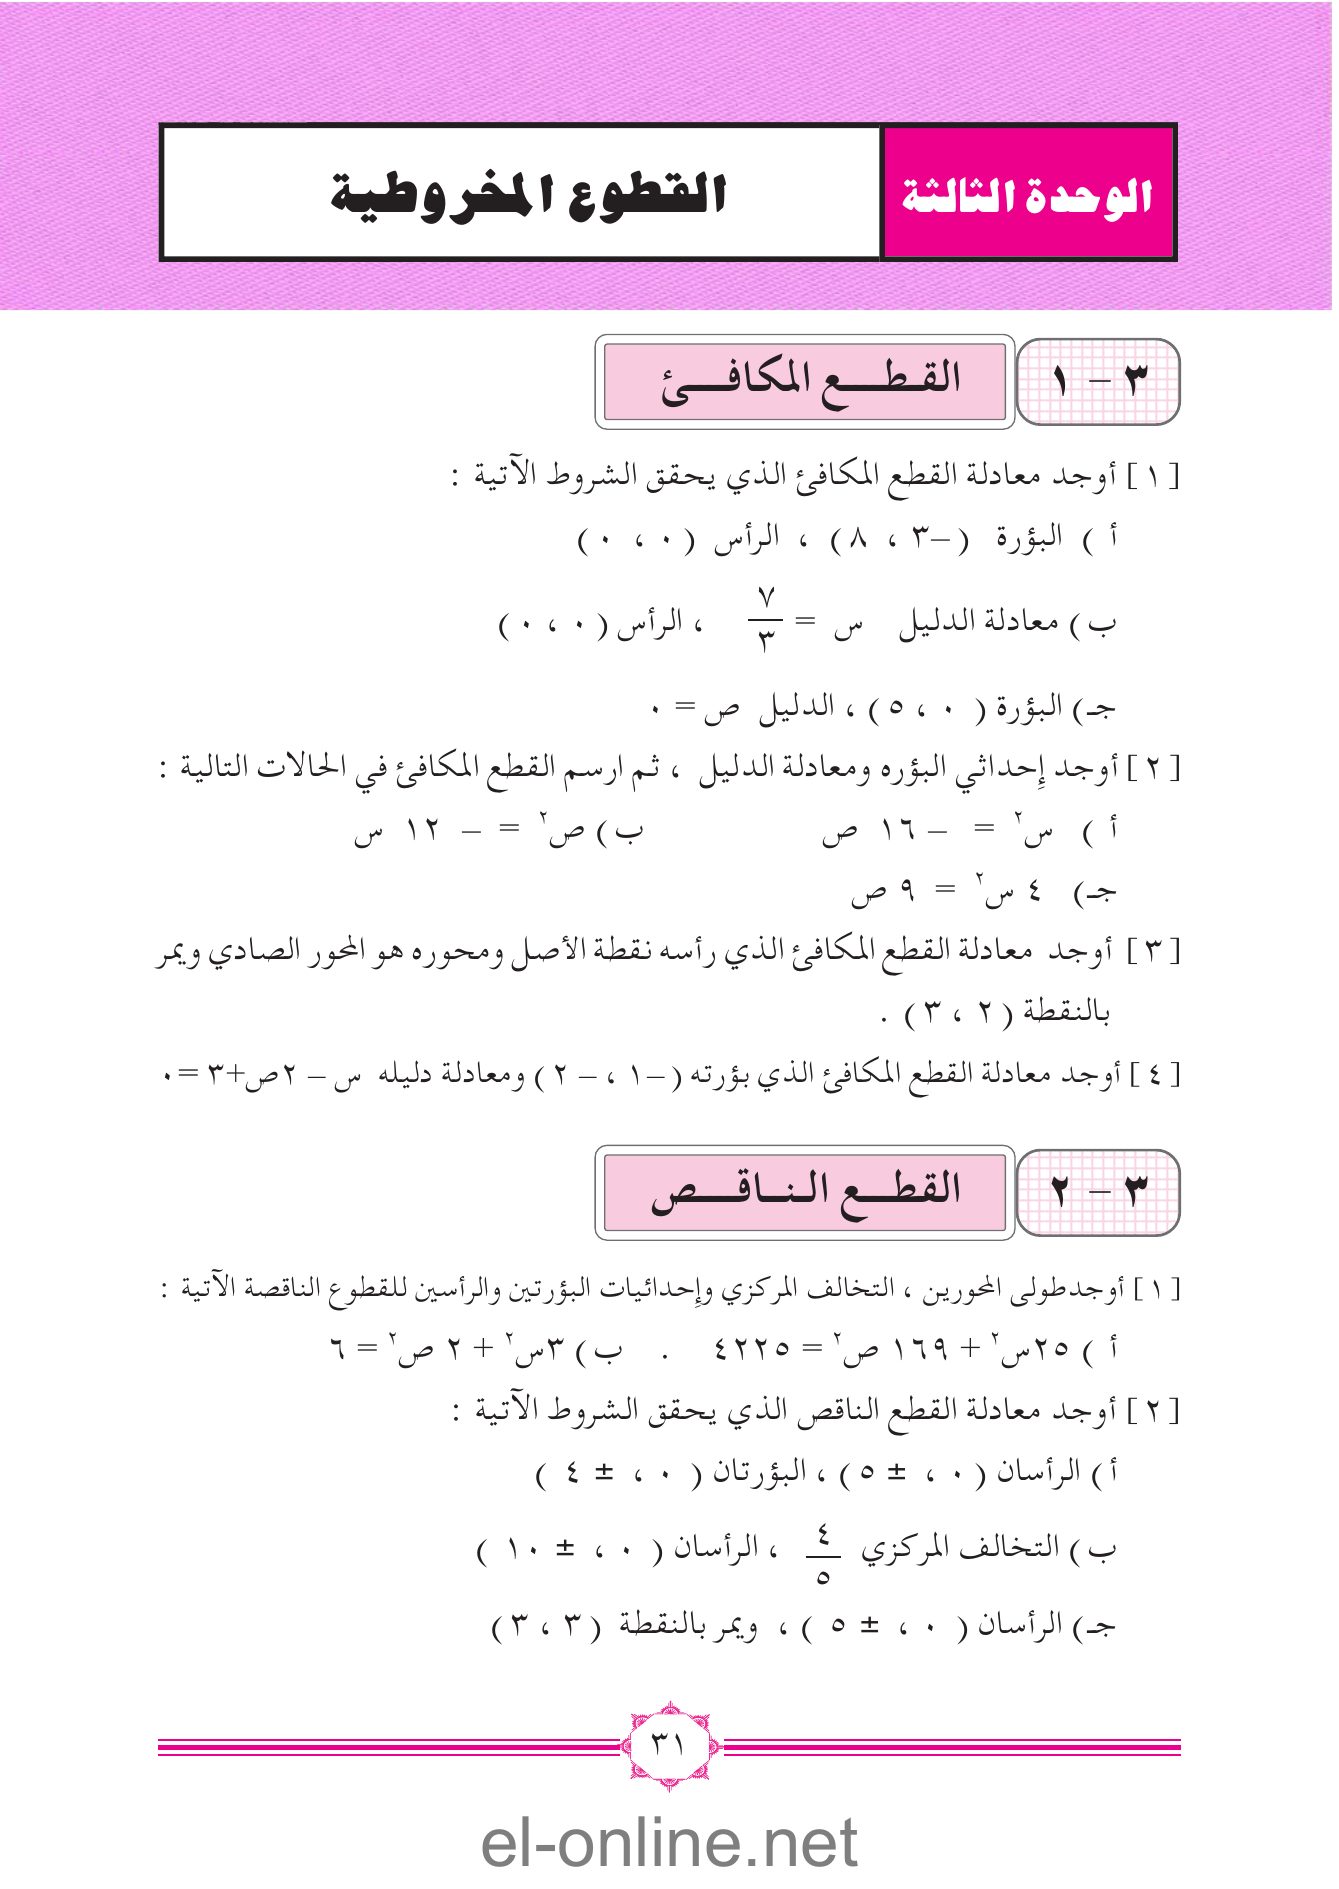 الوحدة الثالثة القطوع المخروطية
٣ – ١ القطع المكافئ
[ ١ ] أوجد معادلة القطع المكافئ الذي يحقق الشروط الآتية :
أ ) البؤرة ( –٣ ، ٨ ) ، الرأس ( ٠ ، ٠ )
ب ) معادلة الدليل س = ٧/٣ ، الرأس ( ٠ ، ٠ )
جـ) البؤرة ( ٠ ، ٥ ) ، الدليل ص = ٠
[ ٢ ] أوجد إحداثي البؤره ومعادلة الدليل ، ثم ارسم القطع المكافئ في الحالات التالية :
أ ) س٢ = – ١٦ ص ب ) ص٢ = – ١٢ س
جـ) ٤ س٢ = ٩ ص
[ ٣ ] أوجد معادلة القطع المكافئ الذي رأسه نقطة الأصل ومحوره هو المحور الصادي ويمر
بالنقطة ( ٢ ، ٣ ) .
[ ٤ ] أوجد معادلة القطع المكافئ الذي بؤرته ( –١ ، – ٢ ) ومعادلة دليله س – ٢ص+٣ =٠
٣ – ٢ القطع الناقص
[ ١ ] أوجدطولى المحورين ، التخالف المركزي وإحدائيات البؤرتين والرأسين للقطوع الناقصة الآتية :
أ ) ٢٥س٢ + ١٦٩ ص٢ = ٤٢٢٥ . ب ) ٣س٢ + ٢ ص٢ = ٦
[ ٢ ] أوجد معادلة القطع الناقص الذي يحقق الشروط الآتية :
أ ) الرأسان ( ٠ ، ± ٥ ) ، البؤرتان ( ٠ ، ± ٤ )
ب ) التخالف المركزي ٤/٥ ، الرأسان ( ٠ ، ± ١٠ )
جـ) الرأسان ( ٠ ، ± ٥ ) ، ويمر بالنقطة ( ٣ ، ٣ )
٣١
el-online.net